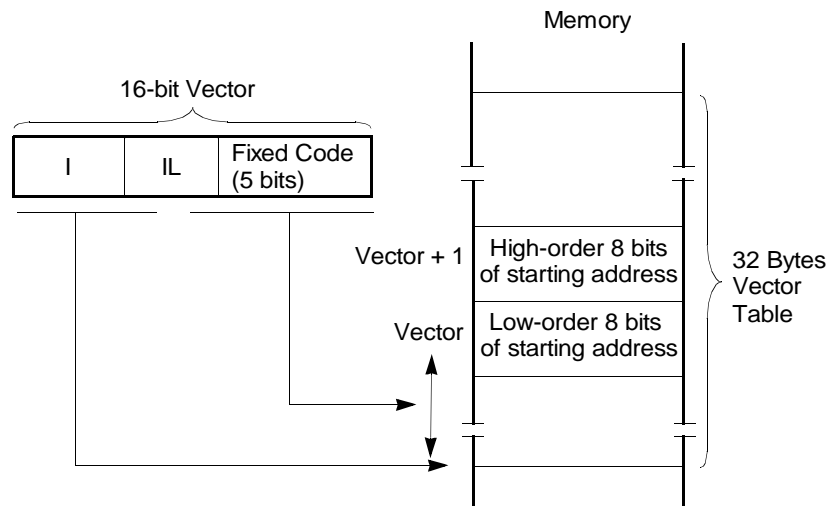 Memory
16-bit Vector
I
IL
Fixed Code
(5 bits)
Vector + 1
High-order 8 bits
of starting address
Vector
Low-order 8 bits
of starting address
32 Bytes
Vector
Table